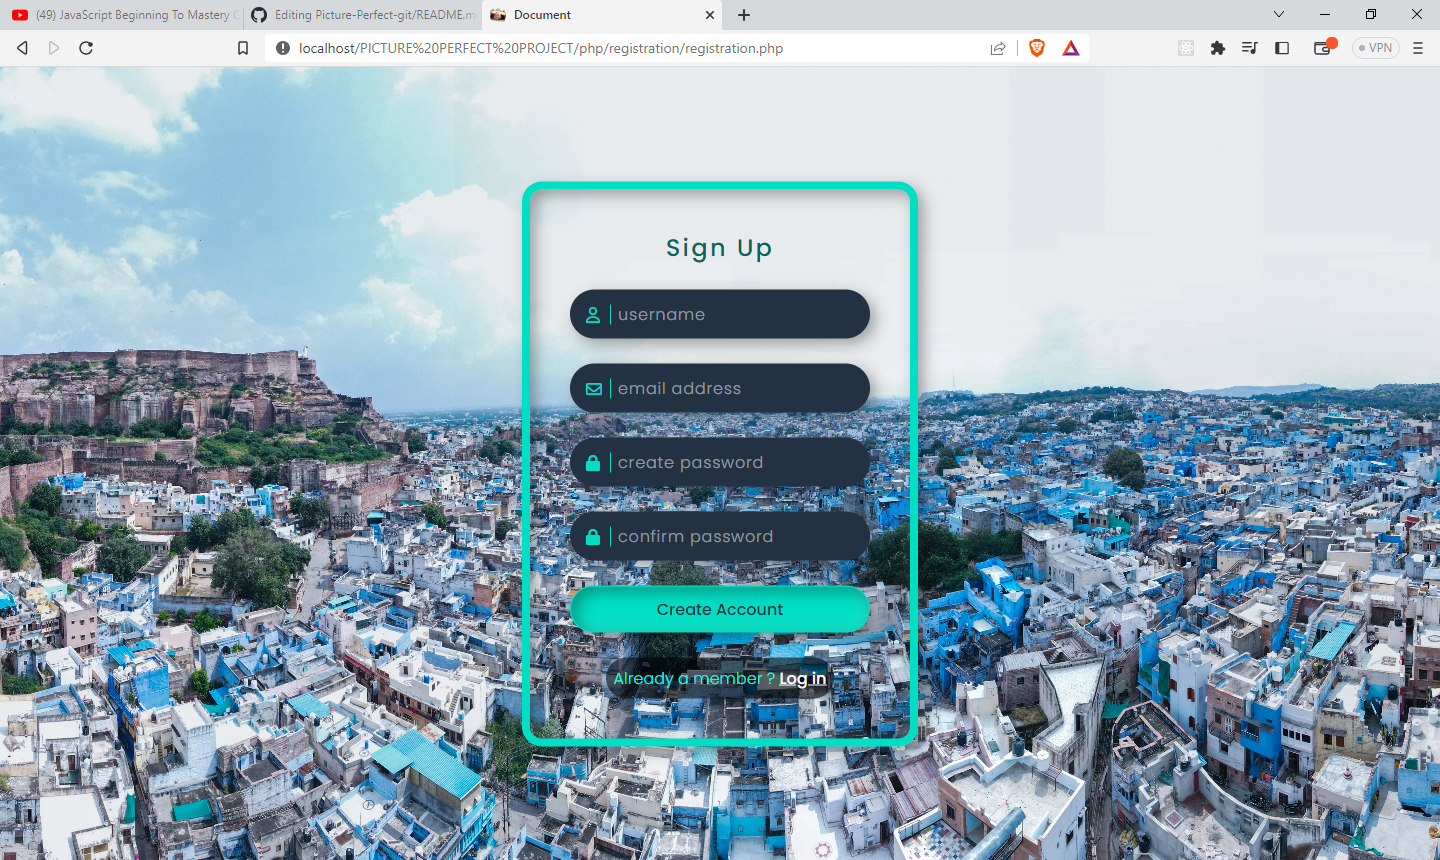 (49) JavaScript Beginning To Mastery C
Editing Picture-Perfect-git/README.m
Document
localhost/PICTURE%20PERFECT%20PROJECT/php/registration/registration.php
VPN
Sign Up
username
email address
create password
confirm password
Create Account
Already a member ? Log in